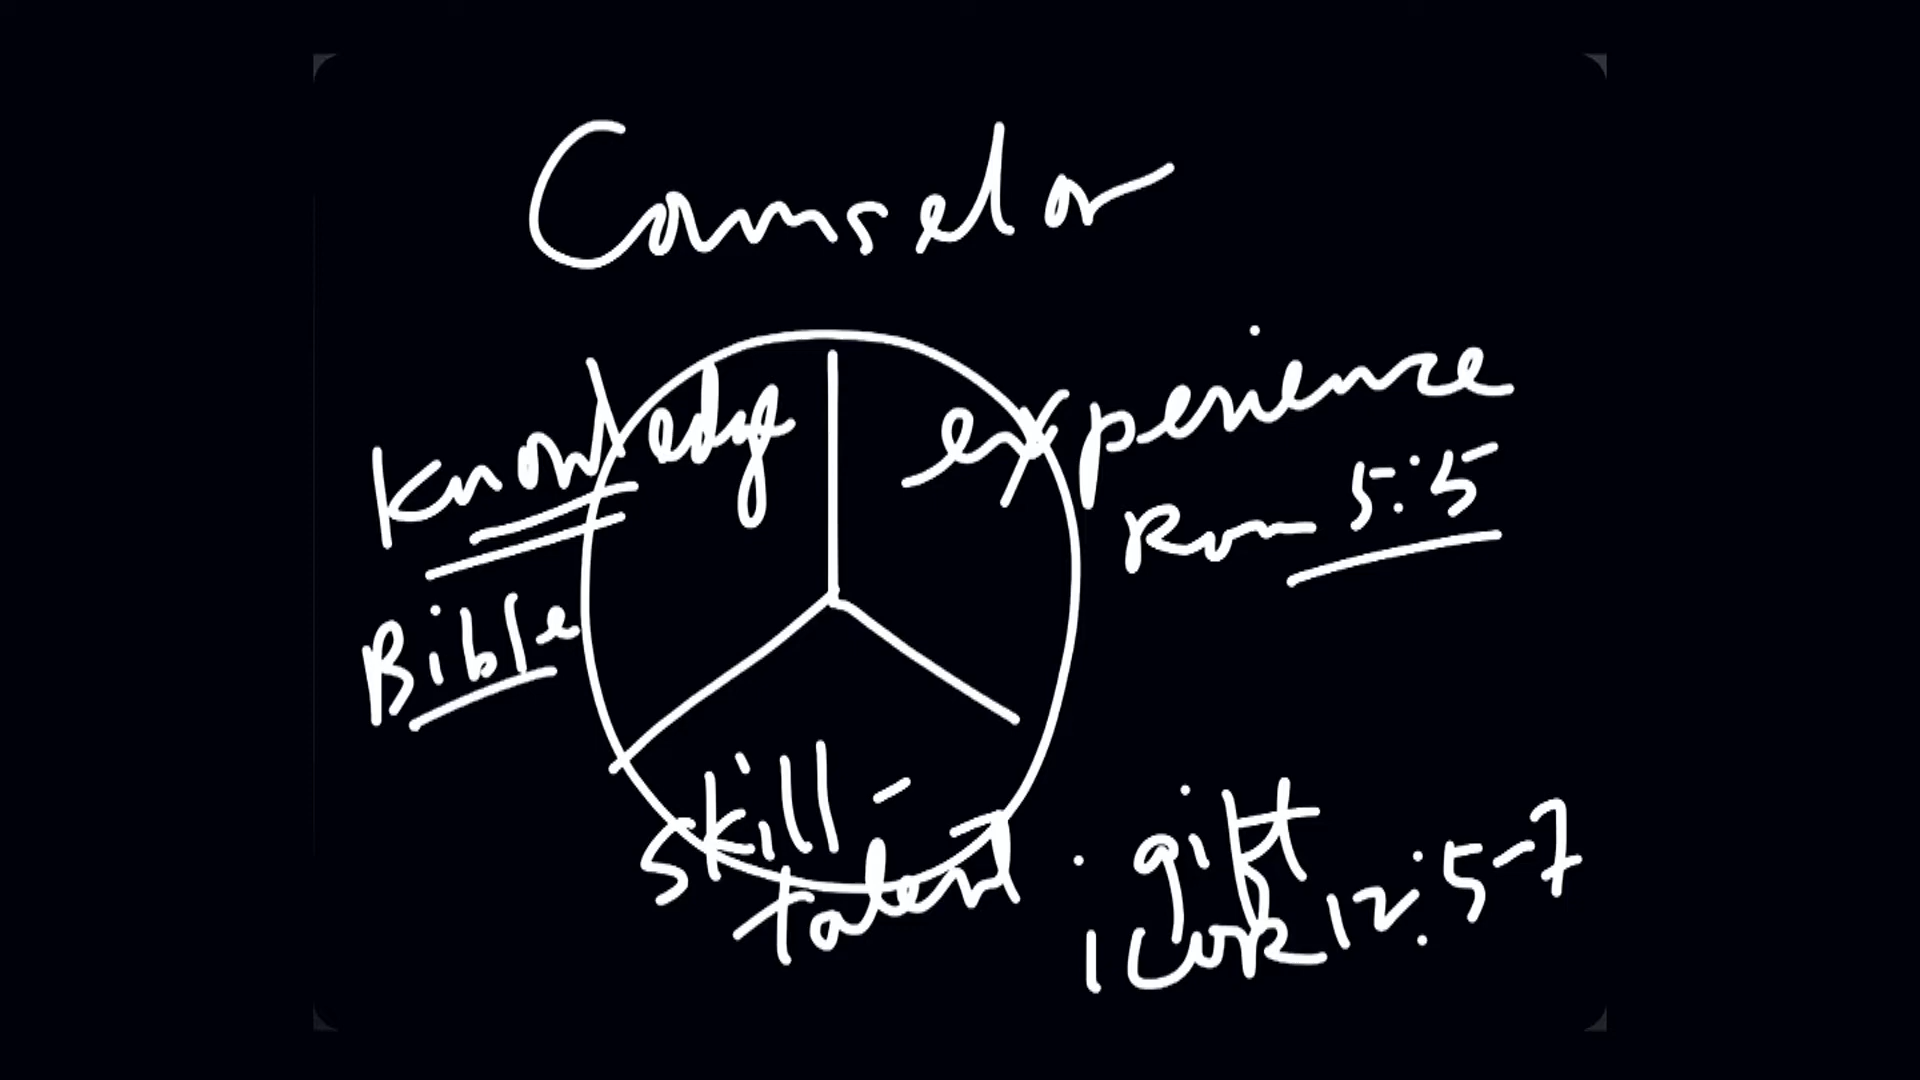 Counselor
knowledge
experience
Rom 5:5
Bible
skill -
talent . gift
1 COR 12:5-7